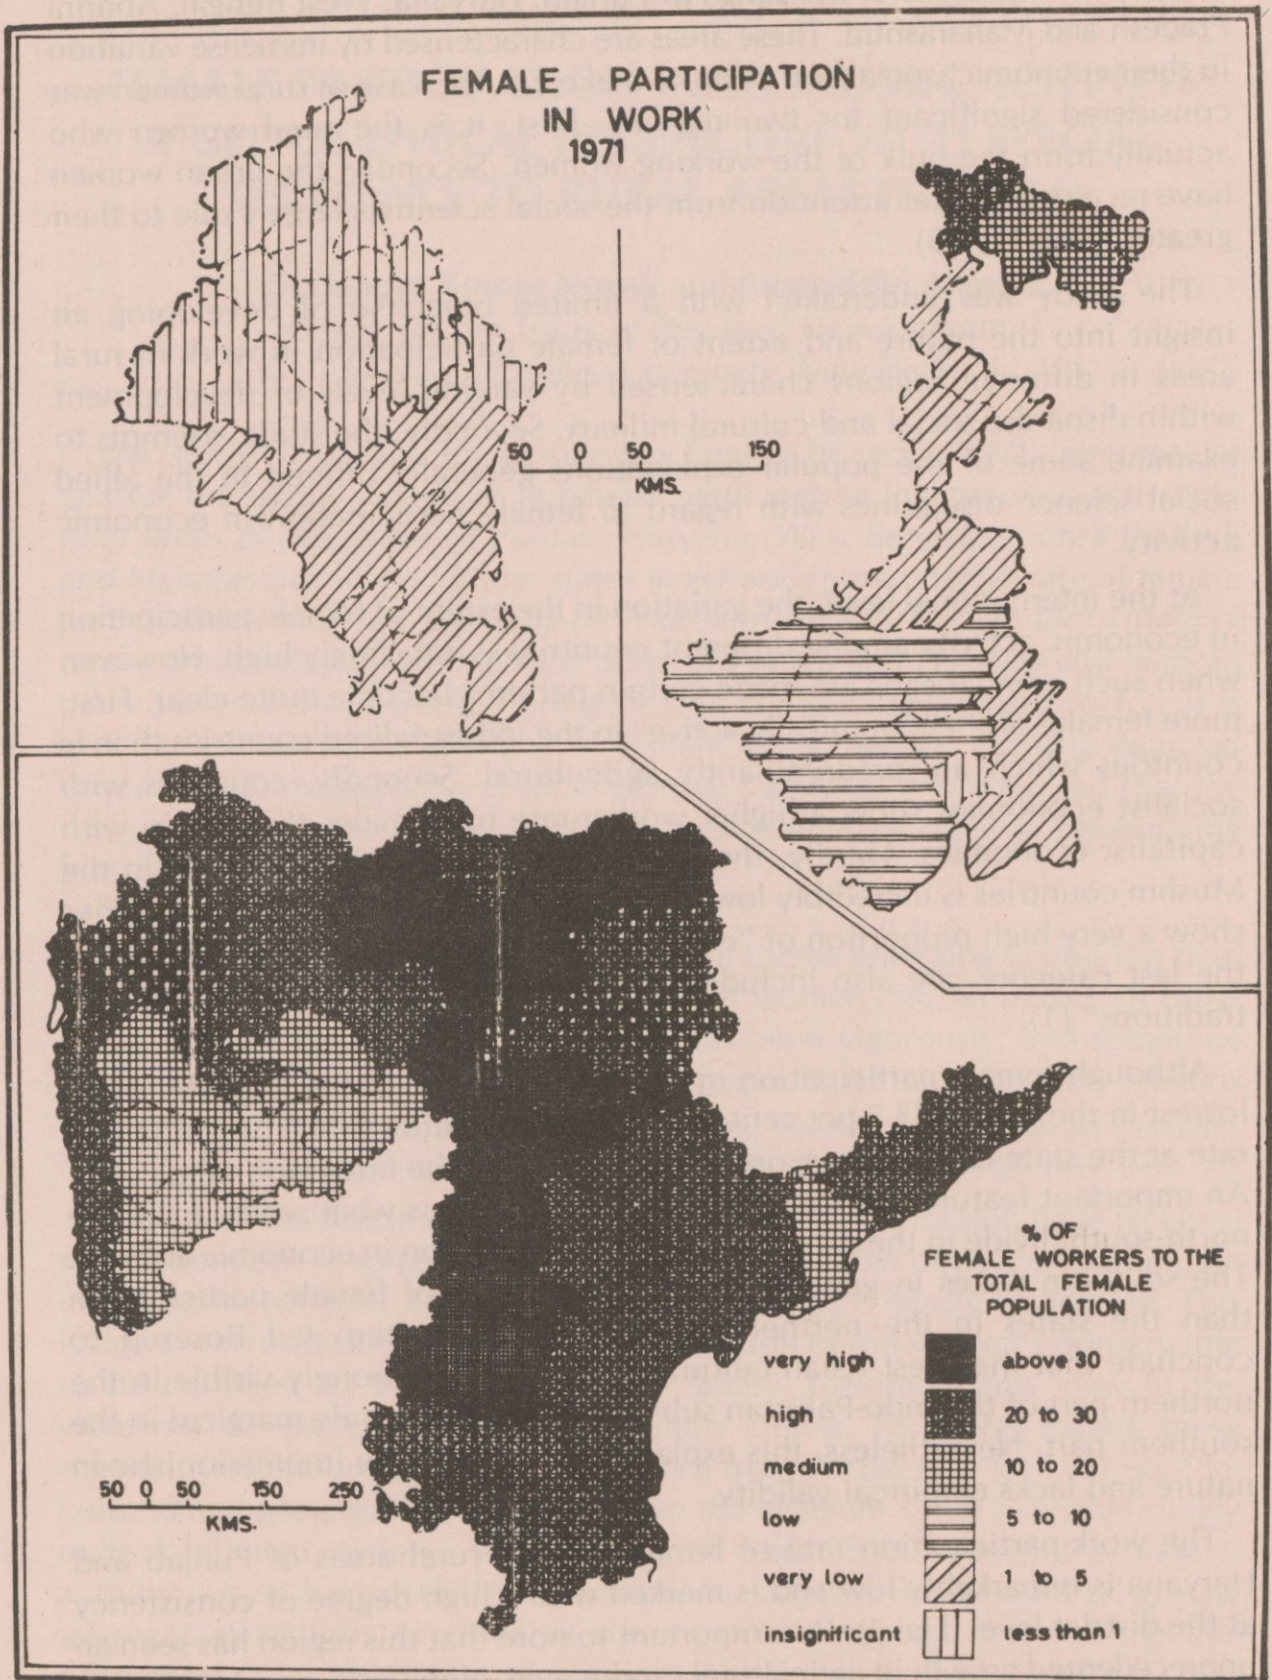 FEMALE PARTICIPATION
IN WORK
1971
50 0 50 150
KMS.
% OF
FEMALE WORKERS TO THE
TOTAL FEMALE
POPULATION
very high above 30
high 20 to 30
medium 10 to 20
low 5 to 10
very low 1 to 5
insignificant less than 1
50 0 50 150 250
KMS.